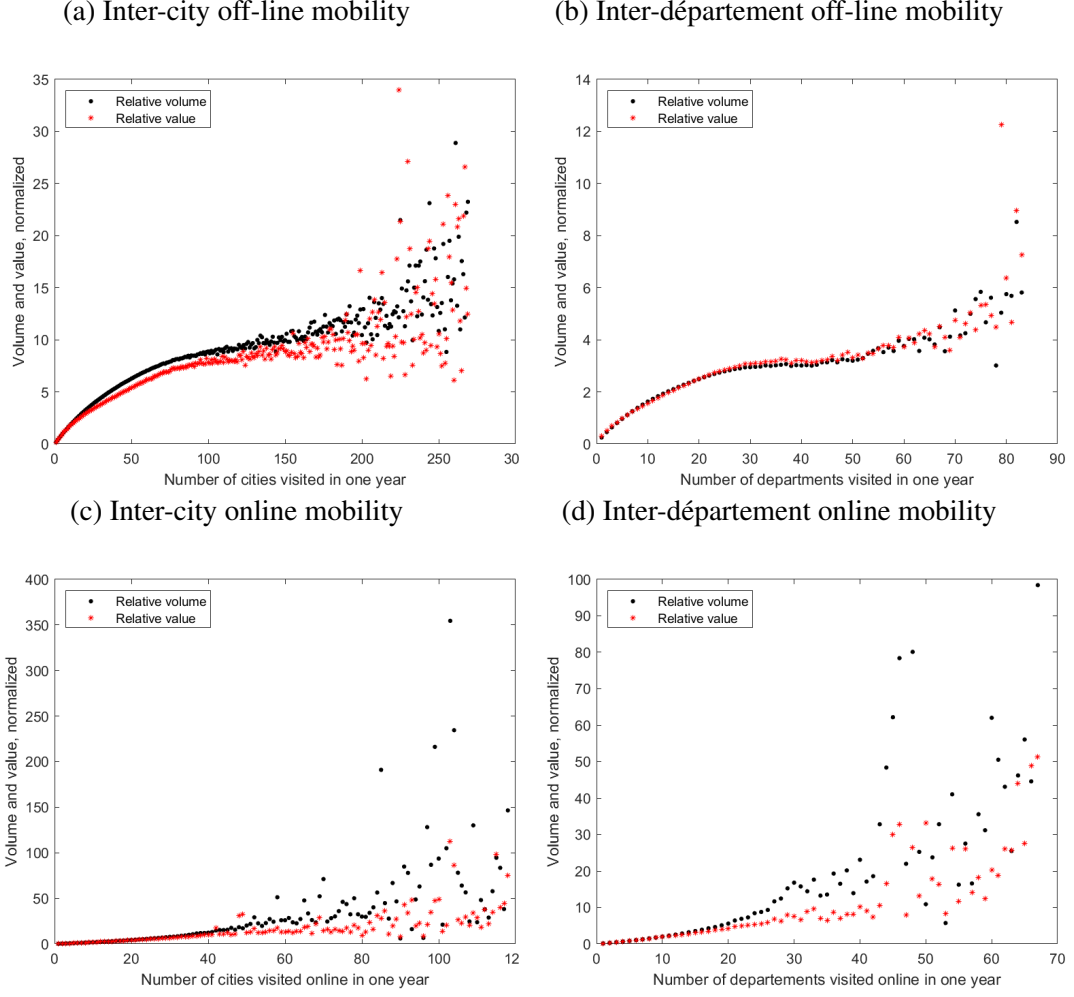 (a) Inter-city off-line mobility
(b) Inter-département off-line mobility
Volume and value, normalized
35
30
25
20
15
10
5
0
Relative volume
Relative value
0 50 100 150 200 250 30
Number of cities visited in one year
Volume and value, normalized
14
12
10
8
6
4
2
0
Relative volume
Relative value
0 10 20 30 40 50 60 70 80 90
Number of departments visited in one year
(c) Inter-city online mobility
(d) Inter-département online mobility
Volume and value, normalized
400
350
300
250
200
150
100
50
0
Relative volume
Relative value
0 20 40 60 80 100 12
Number of cities visited online in one year
Volume and value, normalized
100
90
80
70
60
50
40
30
20
10
0
Relative volume
Relative value
0 10 20 30 40 50 60 70
Number of departements visited online in one year